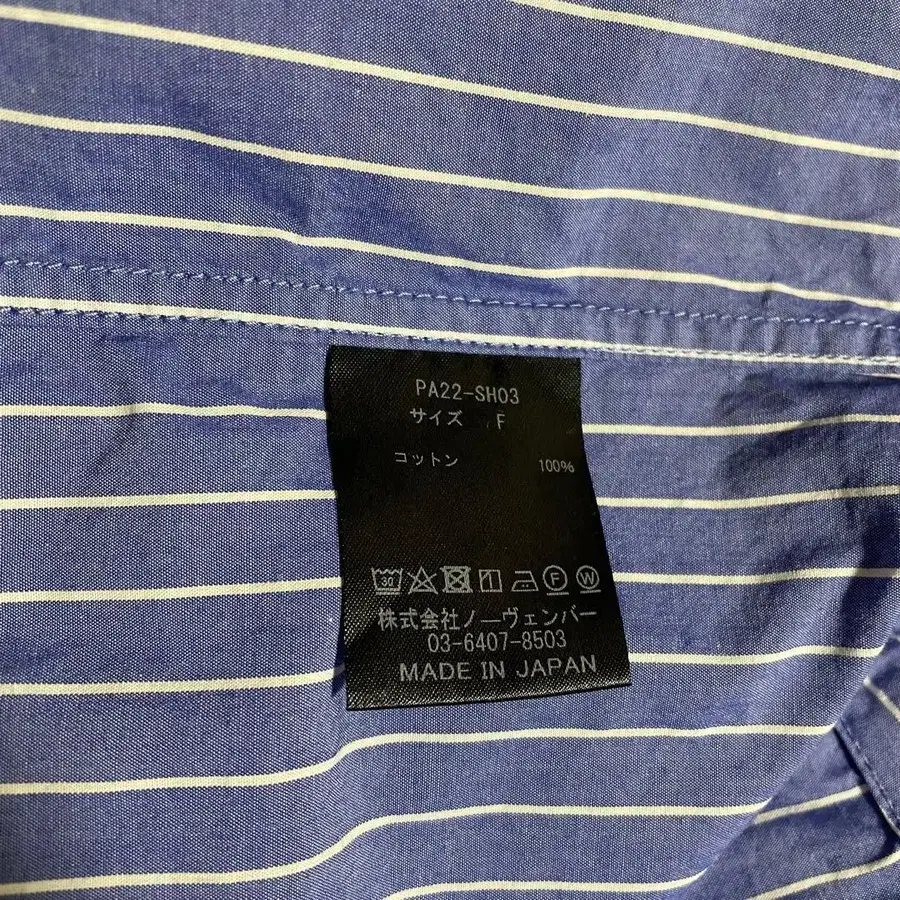 PA22-SH03
サイズ F
コットン 100%
30 F W
株式会社ノーヴェンバー
03-6407-8503
MADE IN JAPAN